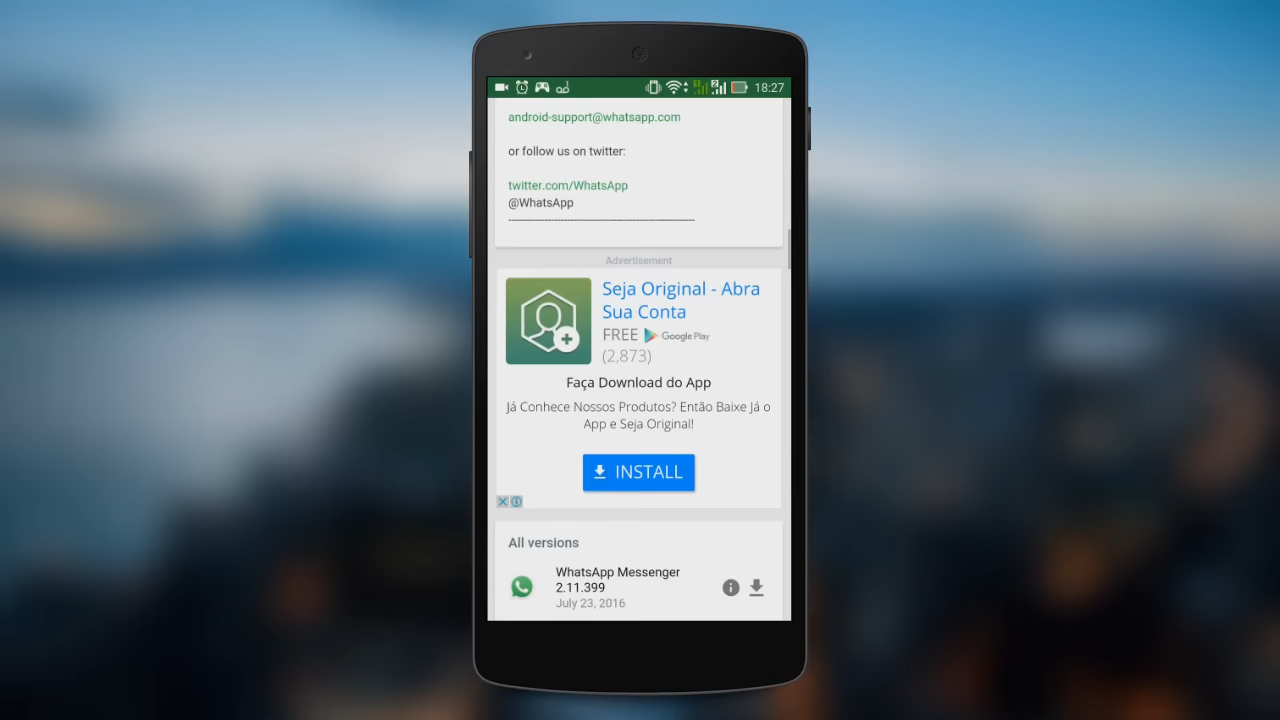 18:27
android-support@whatsapp.com
or follow us on twitter:
twitter.com/WhatsApp
@WhatsApp
Advertisement
Seja Original - Abra
Sua Conta
FREE Google Play
(2,873)
Faça Download do App
Já Conhece Nossos Produtos? Então Baixe Já o
App e Seja Original!
INSTALL
All versions
WhatsApp Messenger
2.11.399
July 23, 2016